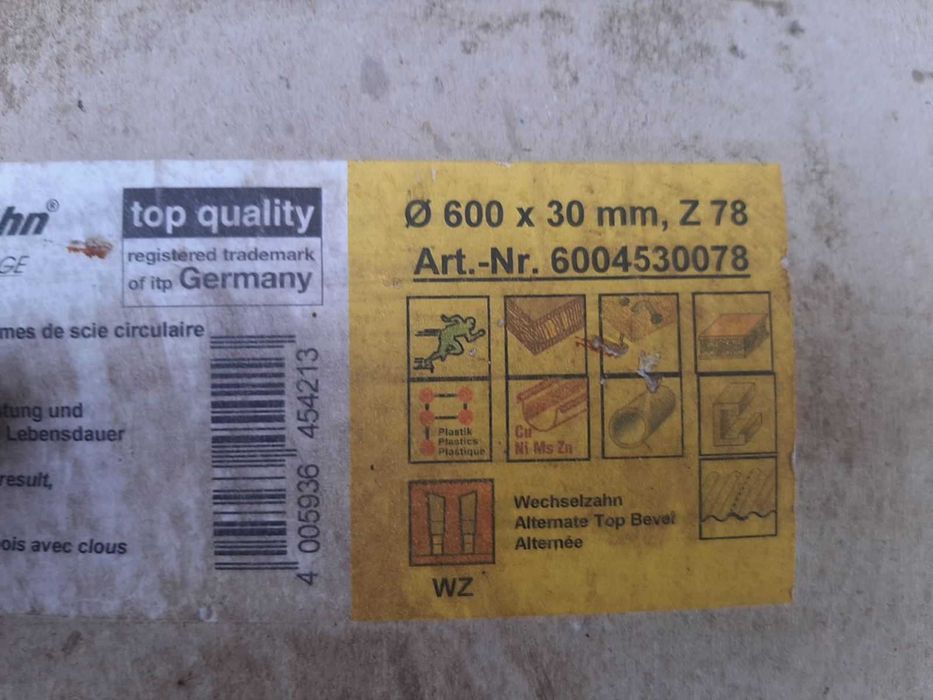 hn®
GE
top quality
registered trademark
of itp Germany
mes de scie circulaire
tung und
Lebensdauer
result,
ois avec clous
4 005936 454213
Ø 600 x 30 mm, Z 78
Art.-Nr. 6004530078
Plastik
Plastics
Plastique
Cu
Ni Ms Zn
Wechselzahn
Alternate Top Bevel
Alternée
WZ